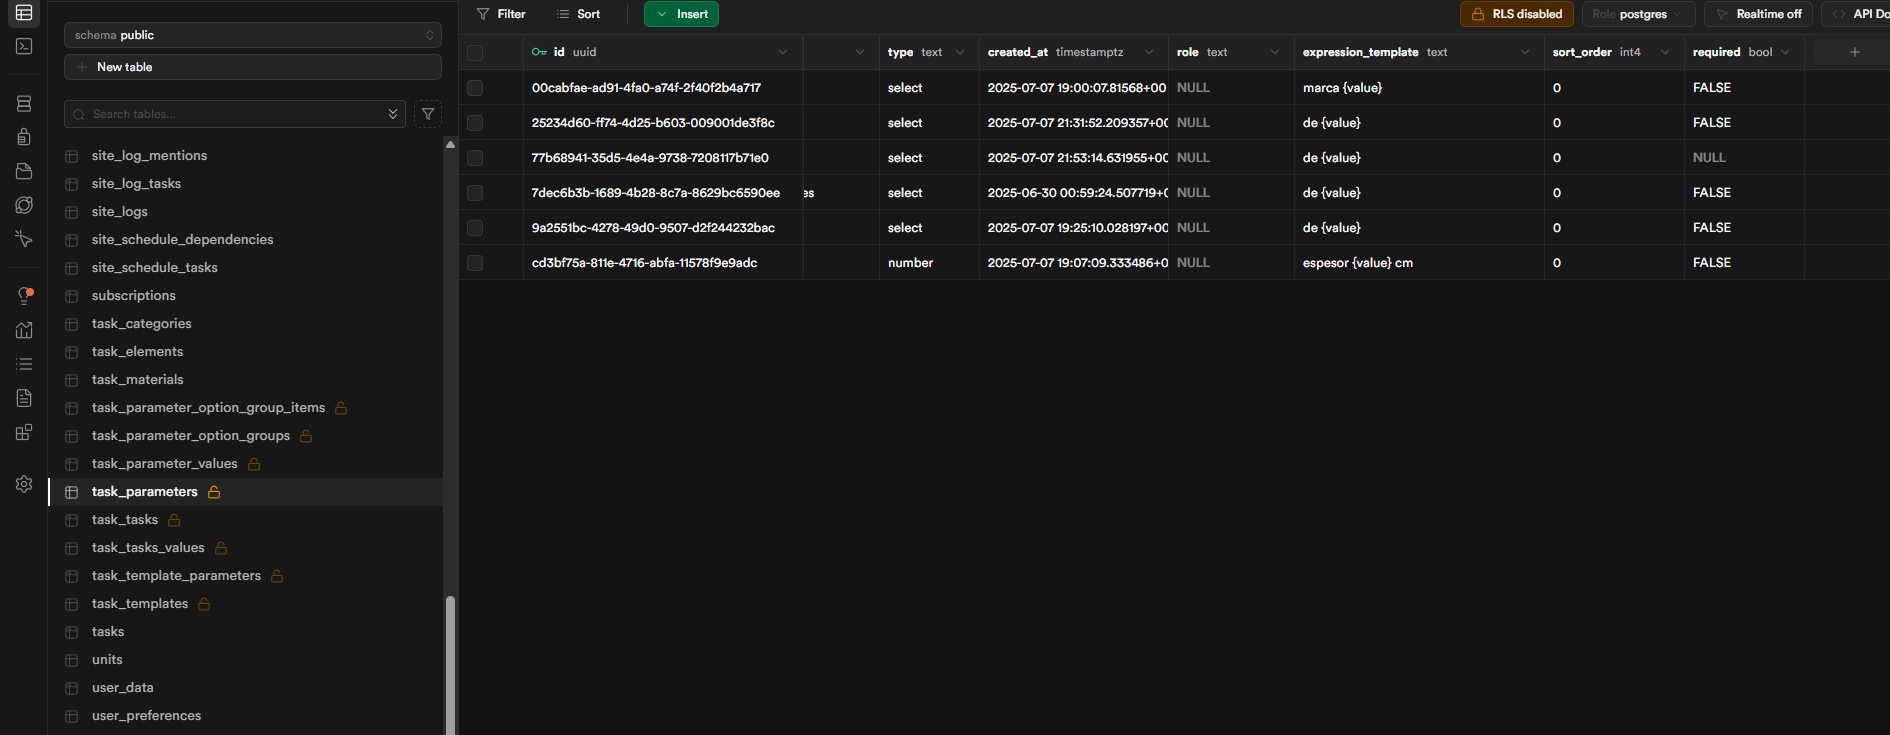 schema public
New table
Search tables...
site_log_mentions
site_log_tasks
site_logs
site_schedule_dependencies
site_schedule_tasks
subscriptions
task_categories
task_elements
task_materials
task_parameter_option_group_items
task_parameter_option_groups
task_parameter_values
task_parameters
task_tasks
task_tasks_values
task_template_parameters
task_templates
tasks
units
user_data
user_preferences
Filter Sort Insert RLS disabled Role postgres Realtime off API Do
id uuid type text created_at timestamptz role text expression_template text sort_order int4 required bool
00cabfae-ad91-4fa0-a74f-2f40f2b4a717 select 2025-07-07 19:00:07.81568+00 NULL marca {value} 0 FALSE
25234d60-ff74-4d25-b603-009001de3f8c select 2025-07-07 21:31:52.209357+00 NULL de {value} 0 FALSE
77b68941-35d5-4e4a-9738-7208117b71e0 select 2025-07-07 21:53:14.631955+00 NULL de {value} 0 NULL
7dec6b3b-1689-4b28-8c7a-8629bc6590ee es select 2025-06-30 00:59:24.507719+0 NULL de {value} 0 FALSE
9a2551bc-4278-49d0-9507-d2f244232bac select 2025-07-07 19:25:10.028197+00 NULL de {value} 0 FALSE
cd3bf75a-811e-4716-abfa-11578f9e9adc number 2025-07-07 19:07:09.333486+0 NULL espesor {value} cm 0 FALSE